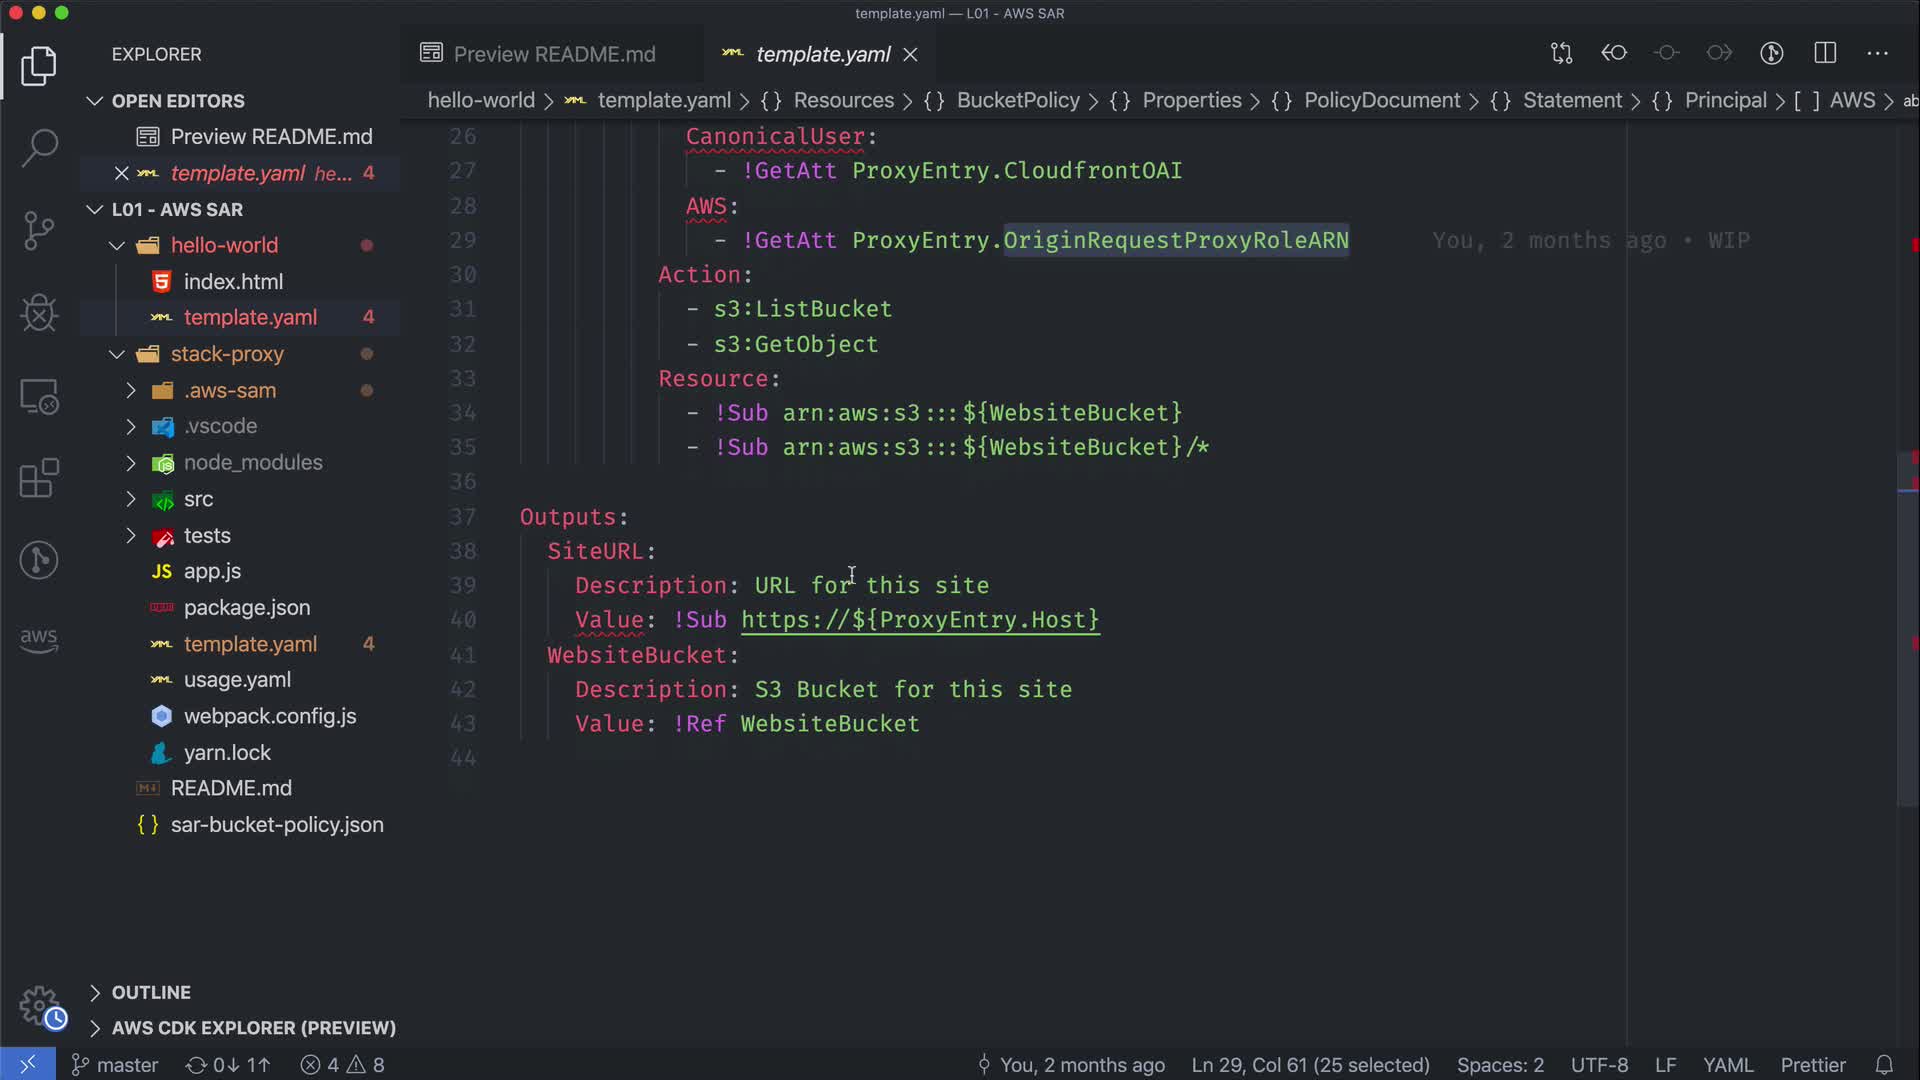 template.yaml — L01 - AWS SAR
EXPLORER
OPEN EDITORS
Preview README.md
template.yaml he... 4
L01 - AWS SAR
hello-world
index.html
template.yaml 4
stack-proxy
.aws-sam
.vscode
node_modules
src
tests
JS app.js
package.json
template.yaml 4
usage.yaml
webpack.config.js
yarn.lock
README.md
{ } sar-bucket-policy.json
OUTLINE
AWS CDK EXPLORER (PREVIEW)
aws
Preview README.md
template.yaml
hello-world > template.yaml > { } Resources > { } BucketPolicy > { } Properties > { } PolicyDocument > { } Statement > { } Principal > [ ] AWS > ab
26 CanonicalUser:
27 - !GetAtt ProxyEntry.CloudfrontOAI
28 AWS:
29 - !GetAtt ProxyEntry.OriginRequestProxyRoleARN You, 2 months ago • WIP
30 Action:
31 - s3:ListBucket
32 - s3:GetObject
33 Resource:
34 - !Sub arn:aws:s3:::${WebsiteBucket}
35 - !Sub arn:aws:s3:::${WebsiteBucket}/*
36
37 Outputs:
38 SiteURL:
39 Description: URL for this site
40 Value: !Sub https://${ProxyEntry.Host}
41 WebsiteBucket:
42 Description: S3 Bucket for this site
43 Value: !Ref WebsiteBucket
44
master 0↓ 1↑ 4 8 You, 2 months ago Ln 29, Col 61 (25 selected) Spaces: 2 UTF-8 LF YAML Prettier